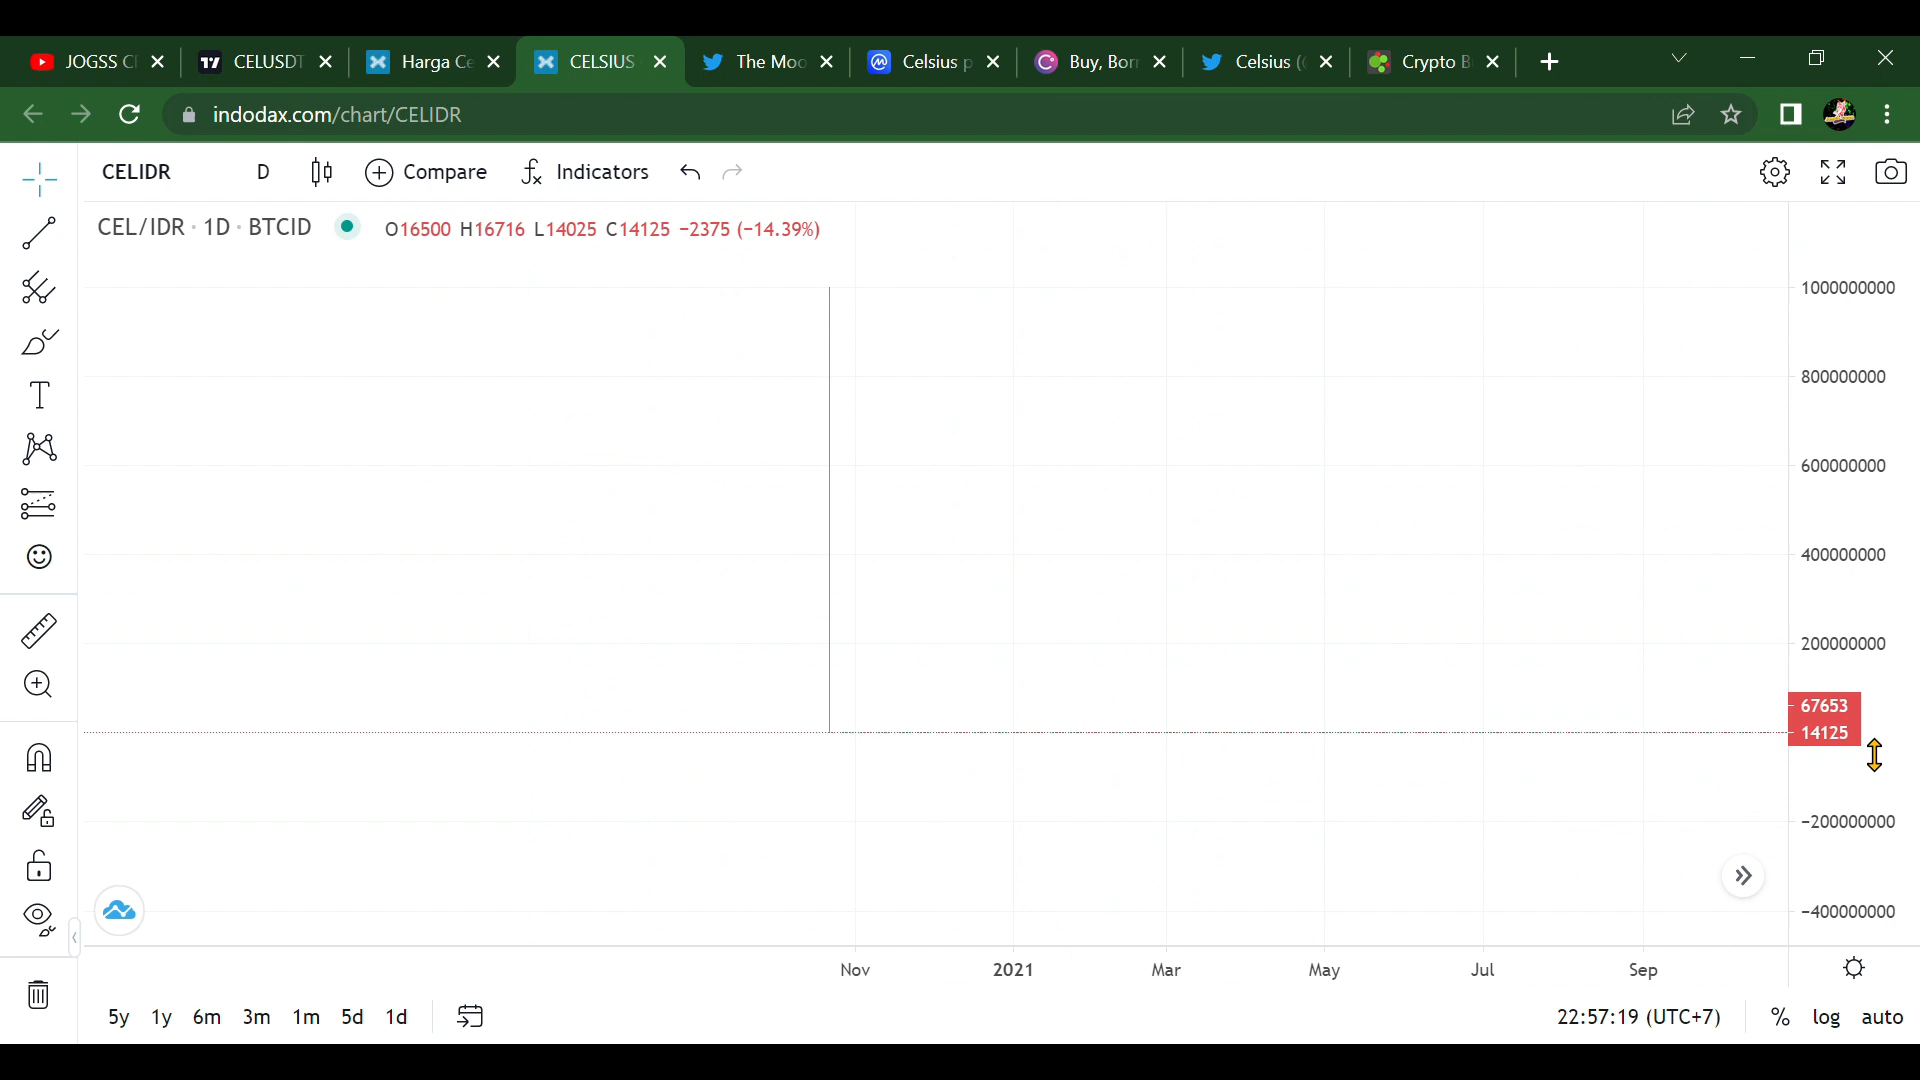 JOGSS C
CELUSDT
Harga Ce
CELSIUS
The Moo
Celsius p
Buy, Bor
Celsius (
Crypto B
indodax.com/chart/CELIDR
CELIDR D Compare Indicators
CEL/IDR · 1D · BTCID O16500 H16716 L14025 C14125 −2375 (−14.39%)
1000000000
800000000
600000000
400000000
200000000
67653
14125
−200000000
−400000000
Nov 2021 Mar May Jul Sep
5y 1y 6m 3m 1m 5d 1d 22:57:19 (UTC+7) % log auto